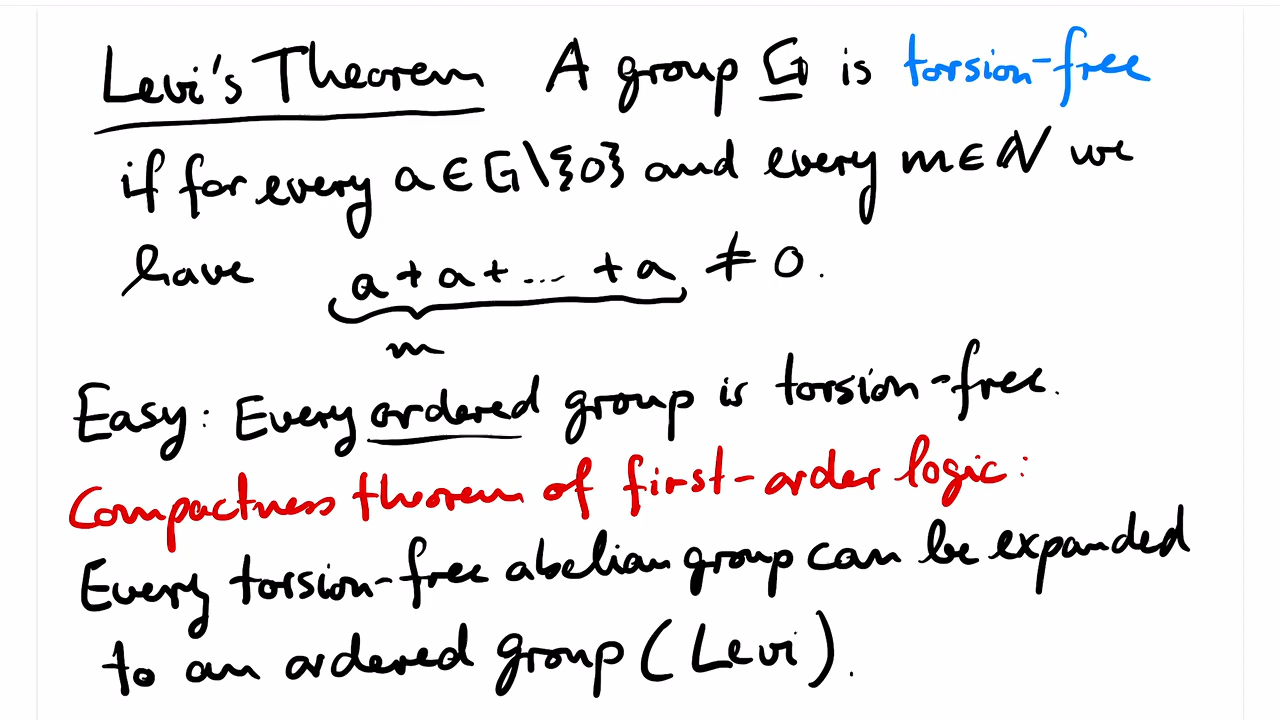 Levi's Theorem A group G is torsion-free
if for every a ∈ G\{0} and every m ∈ N we
have a + a + ... + a ≠ 0.
m
Easy: Every ordered group is torsion-free.
Compactness theorem of first-order logic:
Every torsion-free abelian group can be expanded
to an ordered group (Levi).